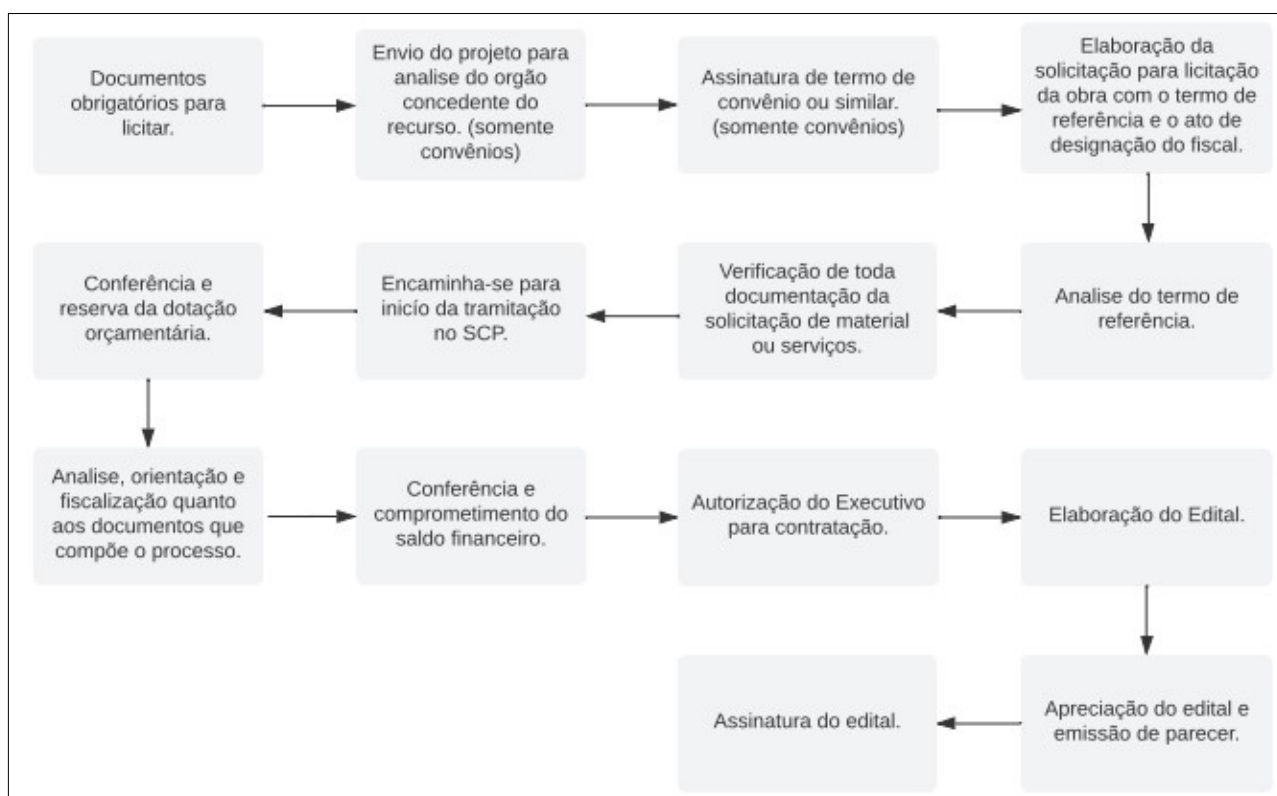 Documentos
obrigatórios para
licitar.
Envio do projeto para
analise do orgão
concedente do
recurso. (somente
convênios)
Assinatura de termo de
convênio ou similar.
(somente convênios)
Elaboração da
solicitação para licitação
da obra com o termo de
referência e o ato de
designação do fiscal.
Analise do termo de
referência.
Verificação de toda
documentação da
solicitação de material
ou serviços.
Encaminha-se para
inicío da tramitação
no SCP.
Conferência e
reserva da dotação
orçamentária.
Analise, orientação e
fiscalização quanto
aos documentos que
compõe o processo.
Conferência e
comprometimento do
saldo financeiro.
Autorização do Executivo
para contratação.
Elaboração do Edital.
Apreciação do edital e
emissão de parecer.
Assinatura do edital.